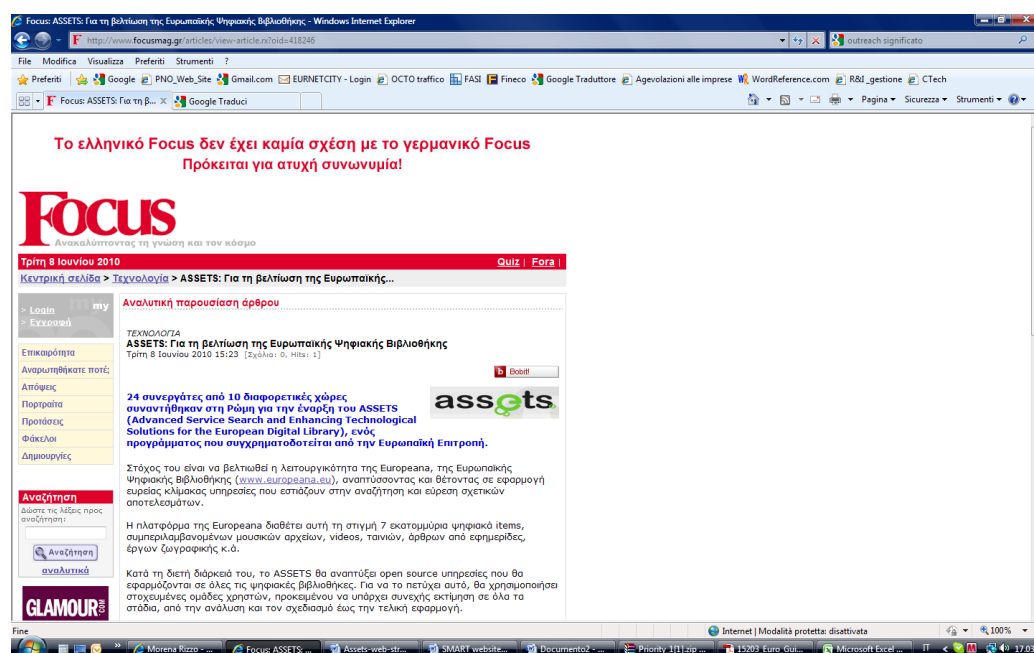 Focus: ASSETS: Για τη βελτίωση της Ευρωπαϊκής Ψηφιακής Βιβλιοθήκης - Windows Internet Explorer
http://www.focusmag.gr/articles/view-article.rx?oid=418246
outreach significato
File Modifica Visualizza Preferiti Strumenti ?
Preferiti Google PNO_Web_Site Gmail.com EURNETCITY - Login OCTO traffico FASI Fineco Google Traduttore Agevolazioni alle imprese WordReference.com R&I_gestione CTech
Focus: ASSETS: Για τη β... Google Traduci Pagina Sicurezza Strumenti
Το ελληνικό Focus δεν έχει καμία σχέση με το γερμανικό Focus
Πρόκειται για ατυχή συνωνυμία!
Focus
Ανακαλύπτοντας τη γνώση και τον κόσμο
Τρίτη 8 Ιουνίου 2010 Quiz | Fora |
Κεντρική σελίδα > Τεχνολογία > ASSETS: Για τη βελτίωση της Ευρωπαϊκής...
my
> Login
> Εγγραφή
Επικαιρότητα
Αναρωτηθήκατε ποτέ;
Απόψεις
Πορτραίτα
Προτάσεις
Φάκελοι
Δημιουργίες
Αναζήτηση
Δώστε τις λέξεις προς
αναζήτηση:
Αναζήτηση
αναλυτικά
GLAMOUR.COM
Αναλυτική παρουσίαση άρθρου
ΤΕΧΝΟΛΟΓΙΑ
ASSETS: Για τη βελτίωση της Ευρωπαϊκής Ψηφιακής Βιβλιοθήκης
Τρίτη 8 Ιουνίου 2010 15:23 [Σχόλια: 0, Hits: 1]
b Bobit!
assets
24 συνεργάτες από 10 διαφορετικές χώρες
συναντήθηκαν στη Ρώμη για την έναρξη του ASSETS
(Advanced Service Search and Enhancing Technological
Solutions for the European Digital Library), ενός
προγράμματος που συγχρηματοδοτείται από την Ευρωπαϊκή Επιτροπή.
Στόχος του είναι να βελτιωθεί η λειτουργικότητα της Europeana, της Ευρωπαϊκής
Ψηφιακής Βιβλιοθήκης (www.europeana.eu), αναπτύσσοντας και θέτοντας σε εφαρμογή
ευρείας κλίμακας υπηρεσίες που εστιάζουν στην αναζήτηση και εύρεση σχετικών
αποτελεσμάτων.
Η πλατφόρμα της Europeana διαθέτει αυτή τη στιγμή 7 εκατομμύρια ψηφιακά items,
συμπεριλαμβανομένων μουσικών αρχείων, videos, ταινιών, άρθρων από εφημερίδες,
έργων ζωγραφικής κ.ά.
Κατά τη διετή διάρκειά του, το ASSETS θα αναπτύξει open source υπηρεσίες που θα
εφαρμόζονται σε όλες τις ψηφιακές βιβλιοθήκες. Για να το πετύχει αυτό, θα χρησιμοποιήσει
στοχευμένες ομάδες χρηστών, προκειμένου να υπάρχει συνεχής εκτίμηση σε όλα τα
στάδια, από την ανάλυση και τον σχεδιασμό έως την τελική εφαρμογή.
Fine Internet | Modalità protetta: disattivata 100%
Morena Rizzo - ... Focus: ASSETS: ... Assets-web-str... SMART website... Documento2 - ... Priority 1[1].zip ... 15203_Euro_Gui... Microsoft Excel ... IT 17.03